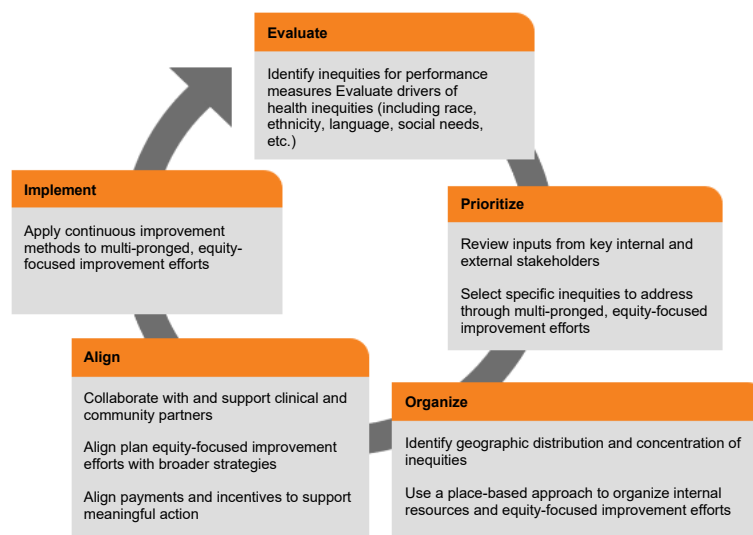 Evaluate
Identify inequities for performance
measures Evaluate drivers of
health inequities (including race,
ethnicity, language, social needs,
etc.)
Prioritize
Review inputs from key internal and
external stakeholders
Select specific inequities to address
through multi-pronged, equity-focused
improvement efforts
Organize
Identify geographic distribution and concentration of
inequities
Use a place-based approach to organize internal
resources and equity-focused improvement efforts
Align
Collaborate with and support clinical and
community partners
Align plan equity-focused improvement
efforts with broader strategies
Align payments and incentives to support
meaningful action
Implement
Apply continuous improvement
methods to multi-pronged, equity-
focused improvement efforts